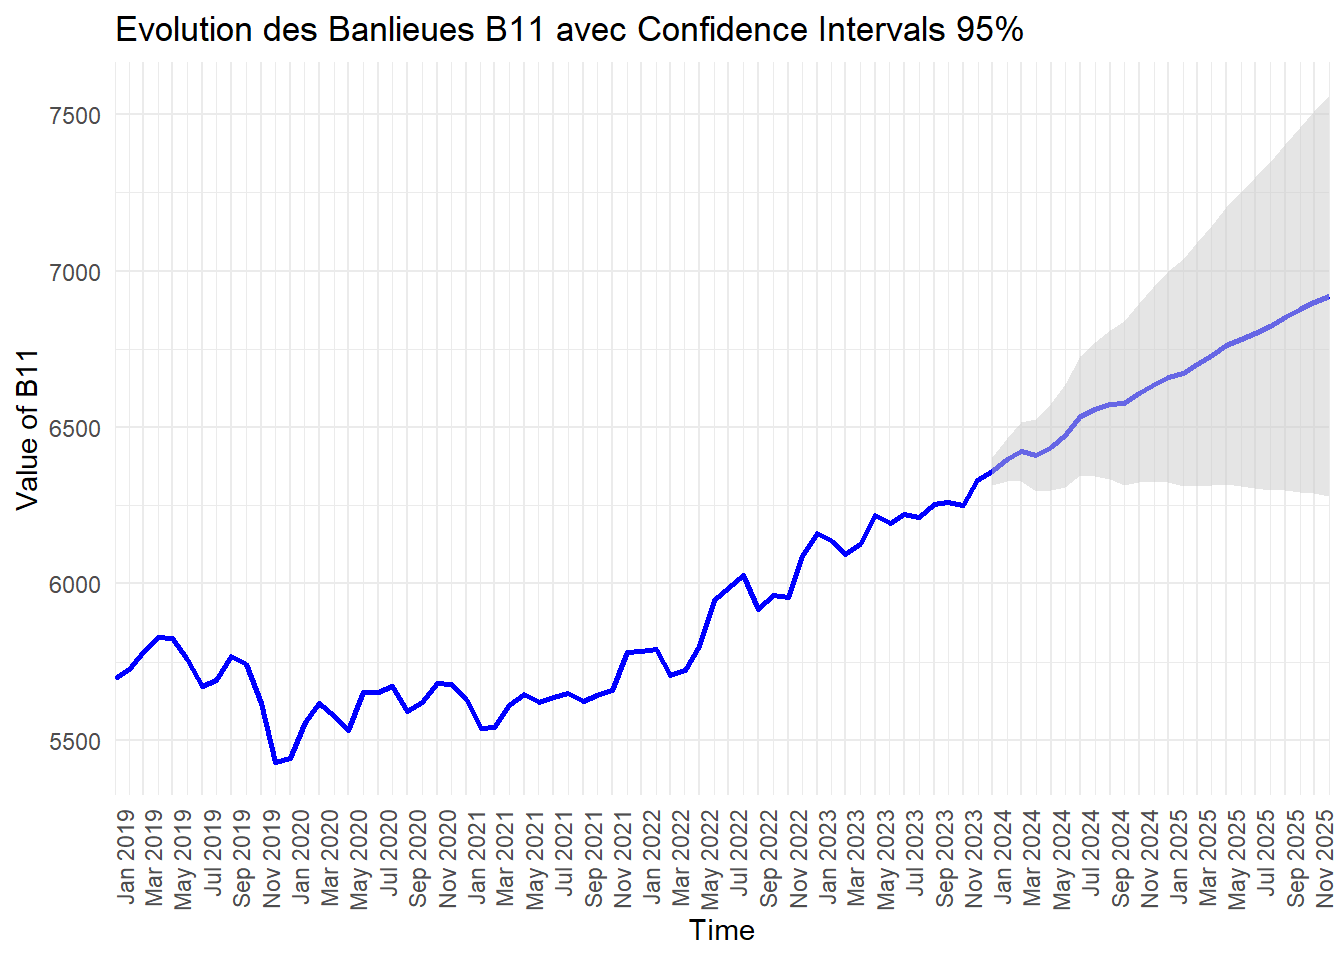 Evolution des Banlieues B11 avec Confidence Intervals 95%
Value of B11
7500
7000
6500
6000
5500
Jan 2019
Mar 2019
May 2019
Jul 2019
Sep 2019
Nov 2019
Jan 2020
Mar 2020
May 2020
Jul 2020
Sep 2020
Nov 2020
Jan 2021
Mar 2021
May 2021
Jul 2021
Sep 2021
Nov 2021
Jan 2022
Mar 2022
May 2022
Jul 2022
Sep 2022
Nov 2022
Jan 2023
Mar 2023
May 2023
Jul 2023
Sep 2023
Nov 2023
Jan 2024
Mar 2024
May 2024
Jul 2024
Sep 2024
Nov 2024
Jan 2025
Mar 2025
May 2025
Jul 2025
Sep 2025
Nov 2025
Time